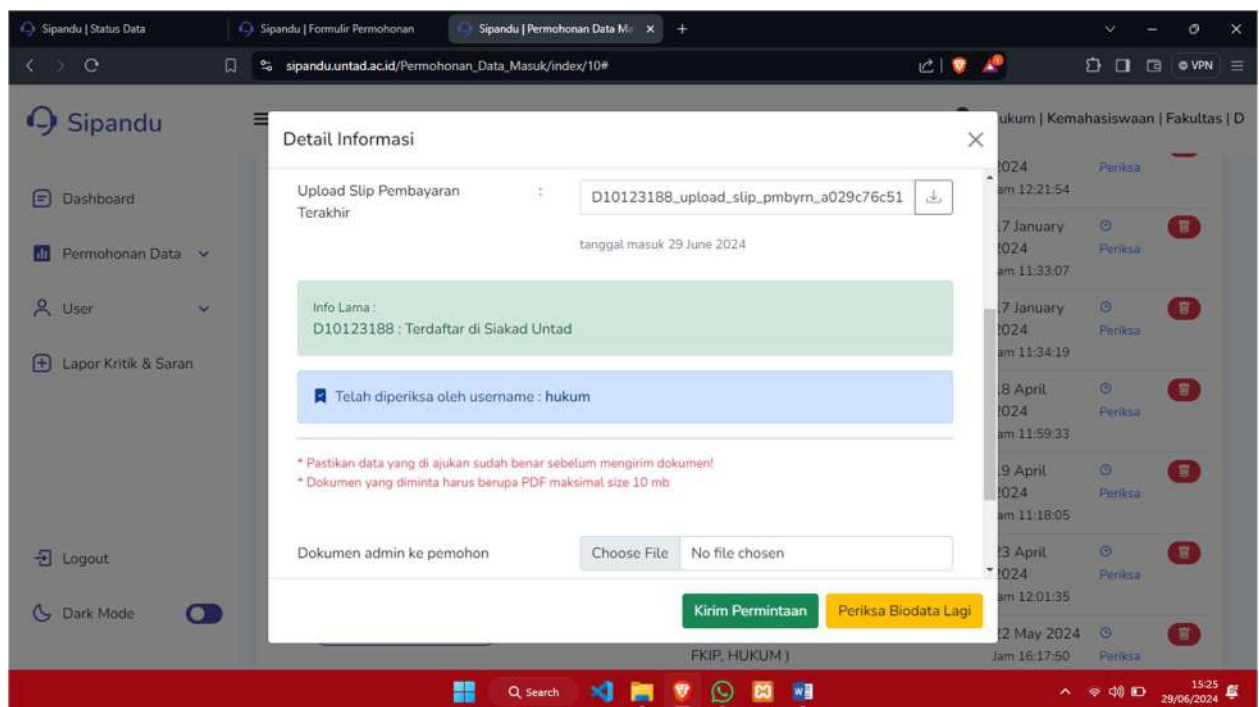 Sipandu | Status Data
Sipandu | Formulir Permohonan
Sipandu | Permohonan Data Ma
sipandu.untad.ac.id/Permohonan_Data_Masuk/index/10#
VPN
Sipandu
ukum | Kemahasiswaan | Fakultas | D
Dashboard
Permohonan Data
User
Lapor Kritik & Saran
Logout
Dark Mode
Detail Informasi
Upload Slip Pembayaran
Terakhir
:
D10123188_upload_slip_pmbyrn_a029c76c51
tanggal masuk 29 June 2024
Info Lama :
D10123188 : Terdaftar di Siakad Untad
Telah diperiksa oleh username : hukum
* Pastikan data yang di ajukan sudah benar sebelum mengirim dokumen!
* Dokumen yang diminta harus berupa PDF maksimal size 10 mb
Dokumen admin ke pemohon
Choose File No file chosen
Kirim Permintaan
Periksa Biodata Lagi
FKIP, HUKUM )
2024
Periksa
am 12:21:54
7 January
2024
Periksa
am 11:33:07
7 January
2024
Periksa
am 11:34:19
8 April
2024
Periksa
am 11:59:33
9 April
2024
Periksa
am 11:18:05
23 April
2024
Periksa
am 12:01:35
22 May 2024
Jam 16:17:50
Periksa
Search
15:25
29/06/2024